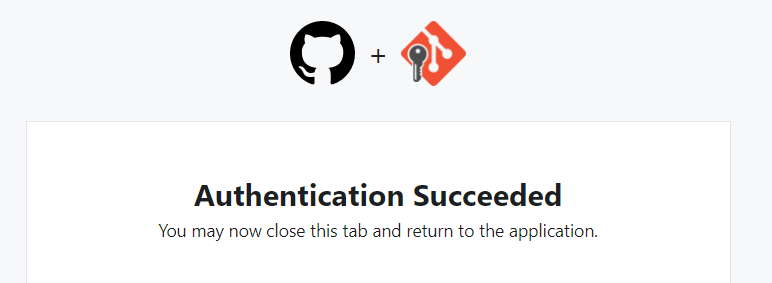 +
Authentication Succeeded
You may now close this tab and return to the application.